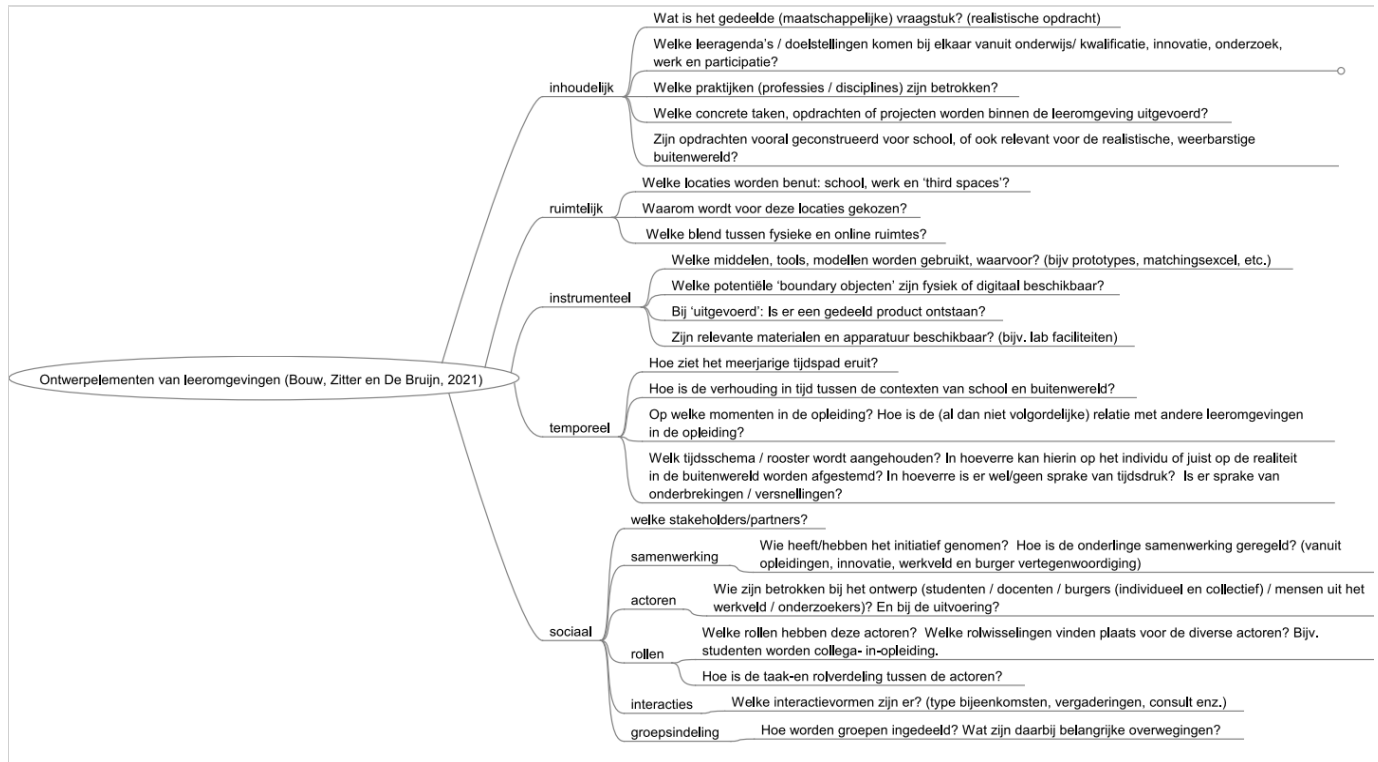 Wat is het gedeelde (maatschappelijke) vraagstuk? (realistische opdracht)
Welke leeragenda's / doelstellingen komen bij elkaar vanuit onderwijs/ kwalificatie, innovatie, onderzoek,
werk en participatie?
inhoudelijk
Welke praktijken (professies / disciplines) zijn betrokken?
Welke concrete taken, opdrachten of projecten worden binnen de leeromgeving uitgevoerd?
Zijn opdrachten vooral geconstrueerd voor school, of ook relevant voor de realistische, weerbarstige
buitenwereld?
Welke locaties worden benut: school, werk en 'third spaces'?
ruimtelijk
Waarom wordt voor deze locaties gekozen?
Welke blend tussen fysieke en online ruimtes?
Welke middelen, tools, modellen worden gebruikt, waarvoor? (bijv prototypes, matchingsexcel, etc.)
Welke potentiële 'boundary objecten' zijn fysiek of digitaal beschikbaar?
instrumenteel
Bij 'uitgevoerd': Is er een gedeeld product ontstaan?
Zijn relevante materialen en apparatuur beschikbaar? (bijv. lab faciliteiten)
Ontwerpelementen van leeromgevingen (Bouw, Zitter en De Bruijn, 2021)
Hoe ziet het meerjarige tijdspad eruit?
Hoe is de verhouding in tijd tussen de contexten van school en buitenwereld?
Op welke momenten in de opleiding? Hoe is de (al dan niet volgordelijke) relatie met andere leeromgevingen
in de opleiding?
temporeel
Welk tijdsschema / rooster wordt aangehouden? In hoeverre kan hierin op het individu of juist op de realiteit
in de buitenwereld worden afgestemd? In hoeverre is er wel/geen sprake van tijdsdruk? Is er sprake van
onderbrekingen / versnellingen?
welke stakeholders/partners?
samenwerking
Wie heeft/hebben het initiatief genomen? Hoe is de onderlinge samenwerking geregeld? (vanuit
opleidingen, innovatie, werkveld en burger vertegenwoordiging)
actoren
Wie zijn betrokken bij het ontwerp (studenten / docenten / burgers (individueel en collectief) / mensen uit het
werkveld / onderzoekers)? En bij de uitvoering?
sociaal
rollen
Welke rollen hebben deze actoren? Welke rolwisselingen vinden plaats voor de diverse actoren? Bijv.
studenten worden collega- in-opleiding.
Hoe is de taak-en rolverdeling tussen de actoren?
interacties
Welke interactievormen zijn er? (type bijeenkomsten, vergaderingen, consult enz.)
groepsindeling
Hoe worden groepen ingedeeld? Wat zijn daarbij belangrijke overwegingen?